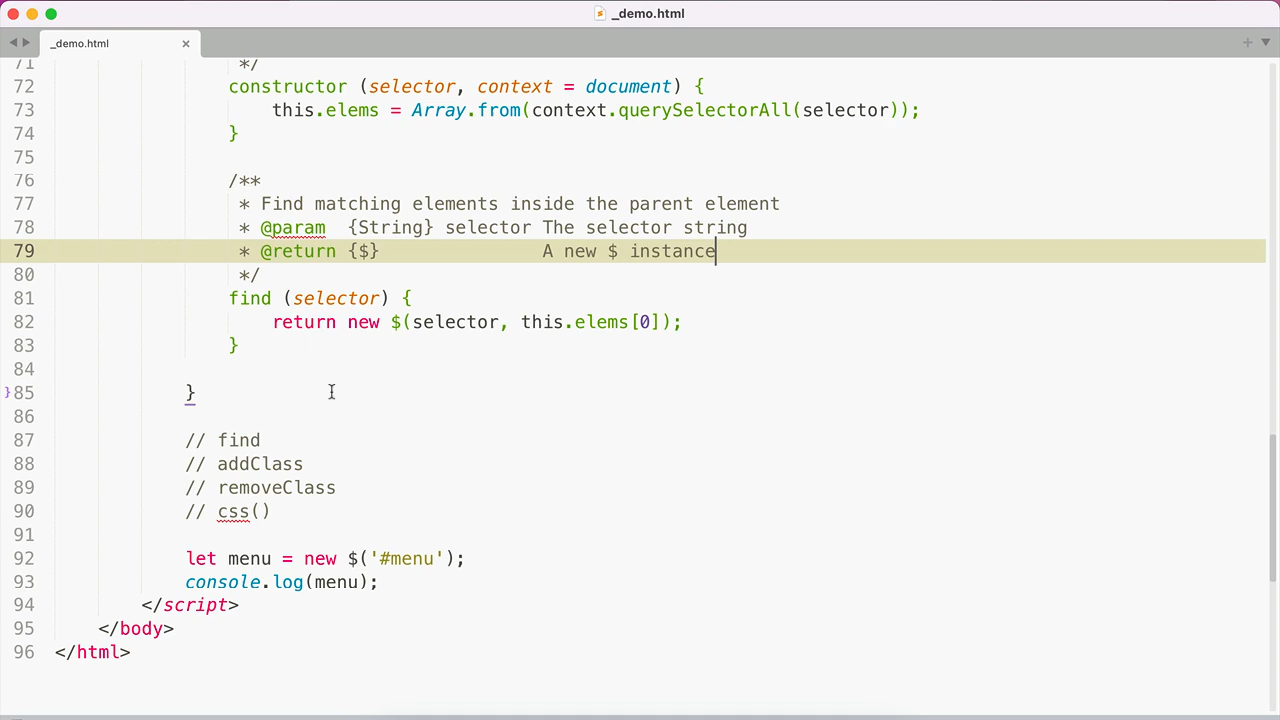 _demo.html
_demo.html
71 */
72 constructor (selector, context = document) {
73 this.elems = Array.from(context.querySelectorAll(selector));
74 }
75
76 /**
77 * Find matching elements inside the parent element
78 * @param {String} selector The selector string
79 * @return {$} A new $ instance
80 */
81 find (selector) {
82 return new $(selector, this.elems[0]);
83 }
84
}85 }
86
87 // find
88 // addClass
89 // removeClass
90 // css()
91
92 let menu = new $('#menu');
93 console.log(menu);
94 </script>
95 </body>
96 </html>